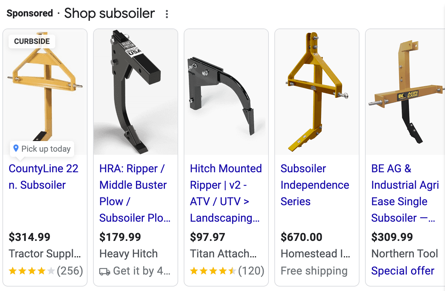 Sponsored · Shop subsoiler
CURBSIDE
Pick up today
CountyLine 22
n. Subsoiler
$314.99
Tractor Suppl...
(256)
HRA: Ripper /
Middle Buster
Plow /
Subsoiler Plo...
$179.99
Heavy Hitch
Get it by 4...
Hitch Mounted
Ripper | v2 -
ATV / UTV >
Landscaping...
$97.97
Titan Attach...
(120)
Subsoiler
Independence
Series
$670.00
Homestead I...
Free shipping
BE AG &
Industrial Agri
Ease Single
Subsoiler —...
$309.99
Northern Tool
Special offer